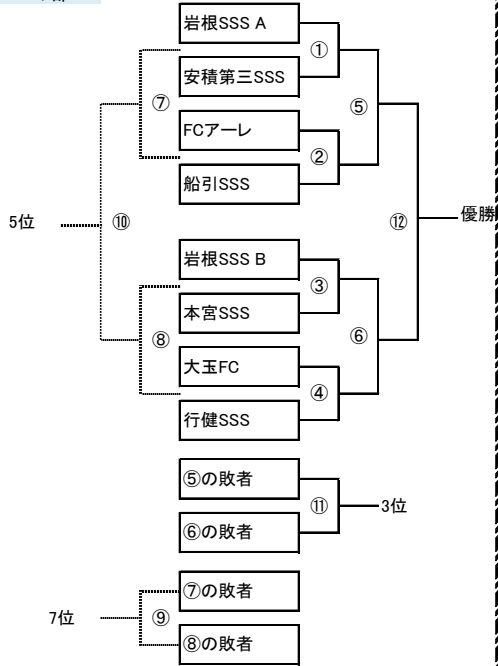 岩根SSS A
①
安積第三SSS
⑦
⑤
FCアーレ
②
船引SSS
5位
⑩
⑫
優勝
岩根SSS B
③
本宮SSS
⑧
⑥
大玉FC
④
行健SSS
⑤の敗者
⑪
3位
⑥の敗者
⑦の敗者
7位
⑨
⑧の敗者